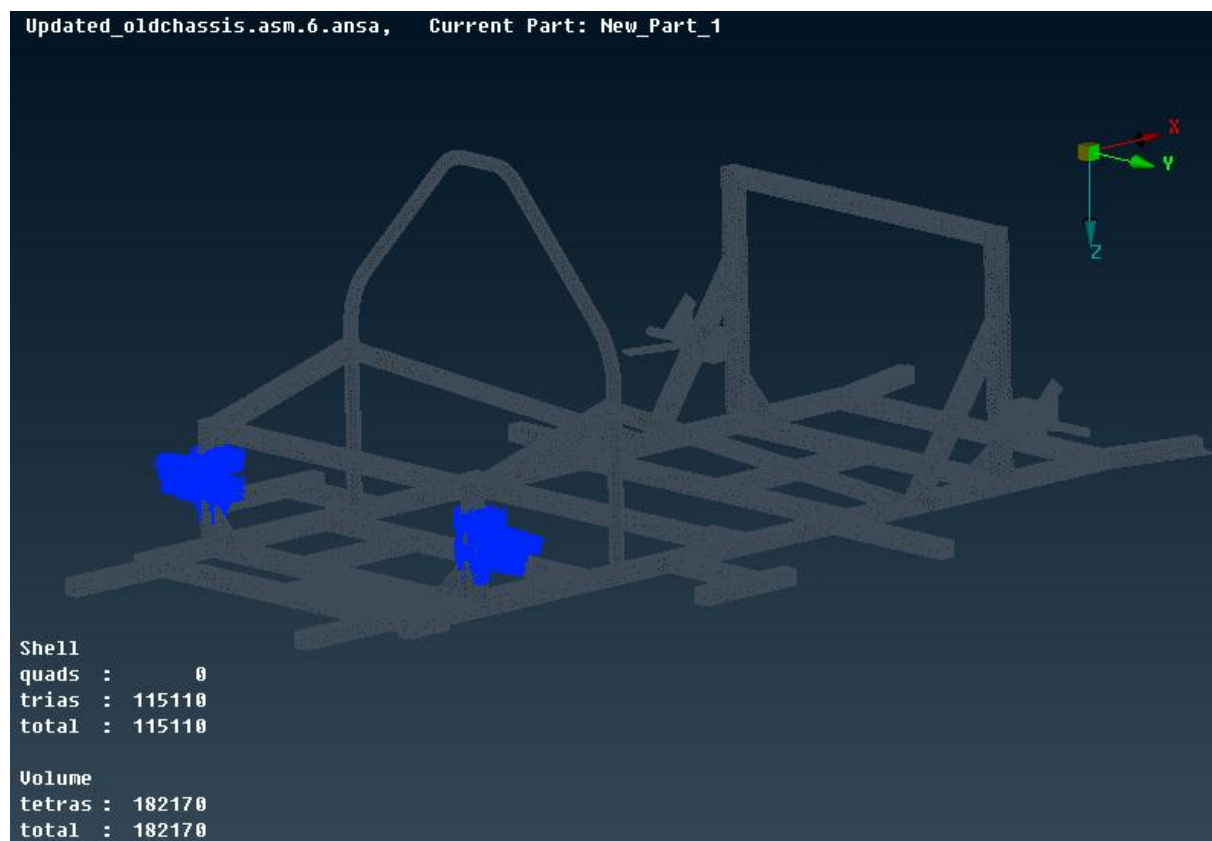 Updated_oldchassis.asm.6.ansa,   Current Part: New_Part_1
X
Y
Z
Shell
quads  :       0
trias  :  115110
total  :  115110
Volume
tetras :  182170
total  :  182170